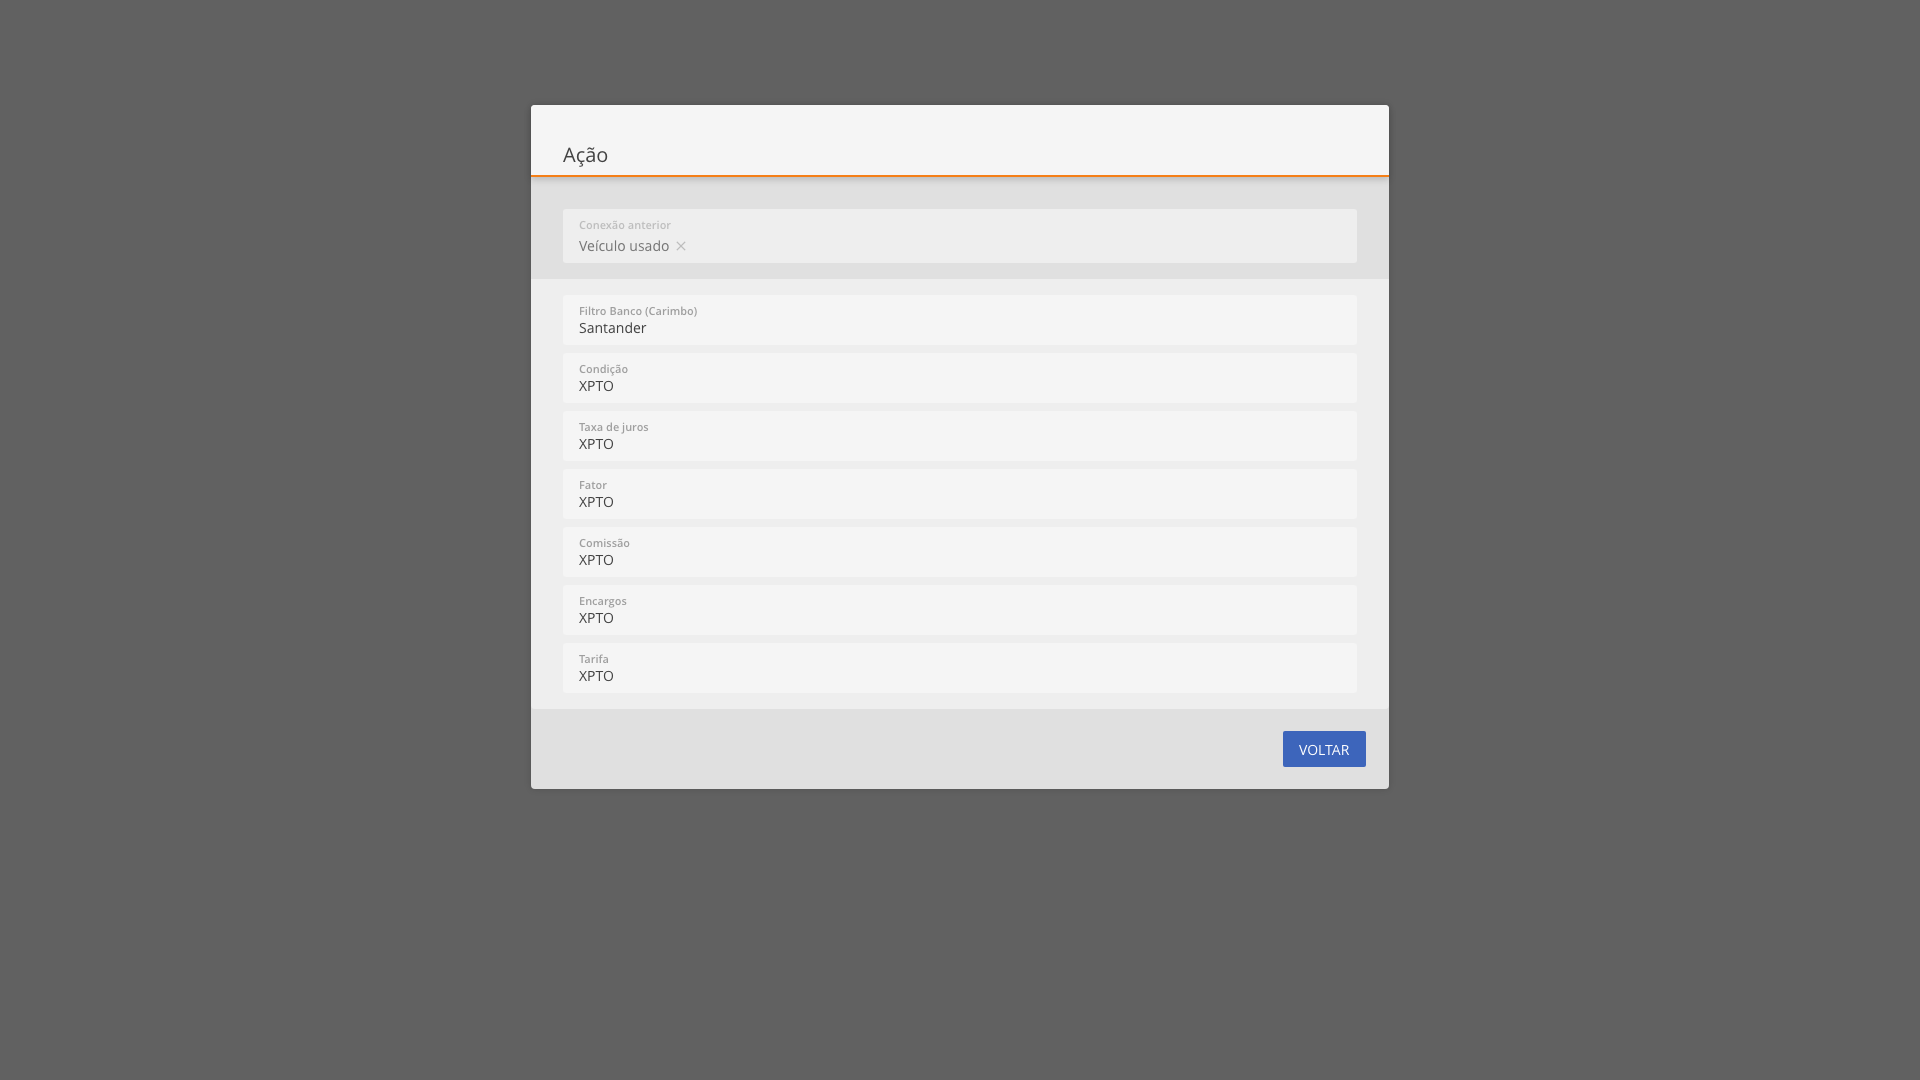 Ação
Conexão anterior
Veículo usado
Filtro Banco (Carimbo)
Santander
Condição
XPTO
Taxa de juros
XPTO
Fator
XPTO
Comissão
XPTO
Encargos
XPTO
Tarifa
XPTO
VOLTAR